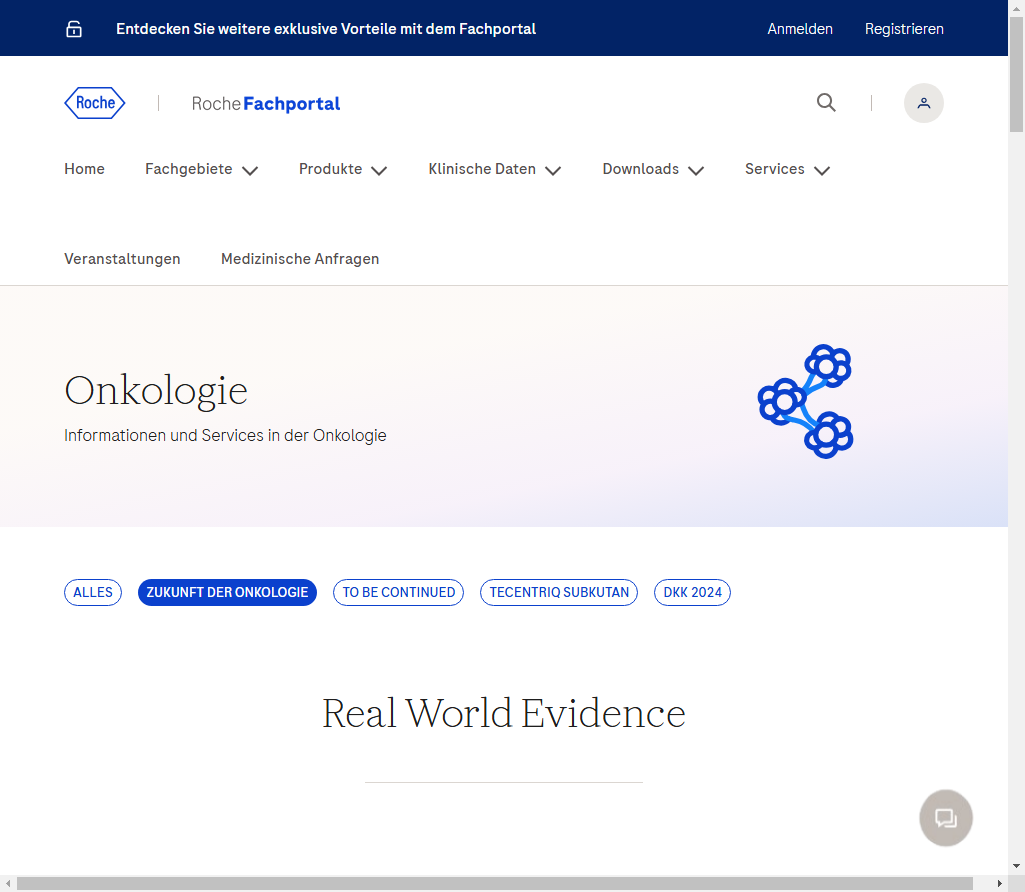 Entdecken Sie weitere exklusive Vorteile mit dem Fachportal Anmelden Registrieren
Roche Roche Fachportal
Home Fachgebiete Produkte Klinische Daten Downloads Services
Veranstaltungen Medizinische Anfragen
Onkologie
Informationen und Services in der Onkologie
ALLES ZUKUNFT DER ONKOLOGIE TO BE CONTINUED TECENTRIQ SUBKUTAN DKK 2024
Real World Evidence